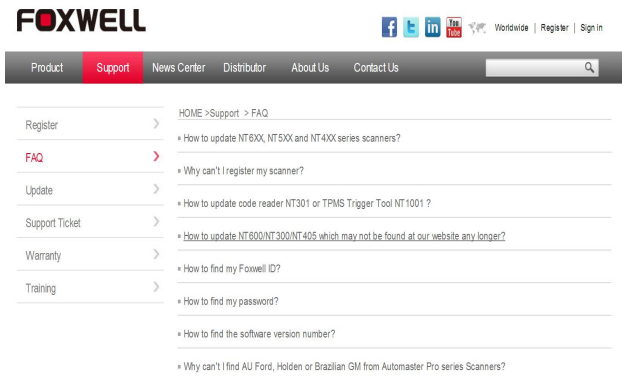 FOXWELL
You
Tube
Worldwide | Register | Sign in
Product Support News Center Distributor About Us Contact Us
HOME >Support > FAQ
Register
FAQ
Update
Support Ticket
Warranty
Training
How to update NT6XX, NT5XX and NT4XX series scanners?
Why can't I register my scanner?
How to update code reader NT301 or TPMS Trigger Tool NT1001 ?
How to update NT600/NT300/NT405 which may not be found at our website any longer?
How to find my Foxwell ID?
How to find my password?
How to find the software version number?
Why can't I find AU Ford, Holden or Brazilian GM from Automaster Pro series Scanners?